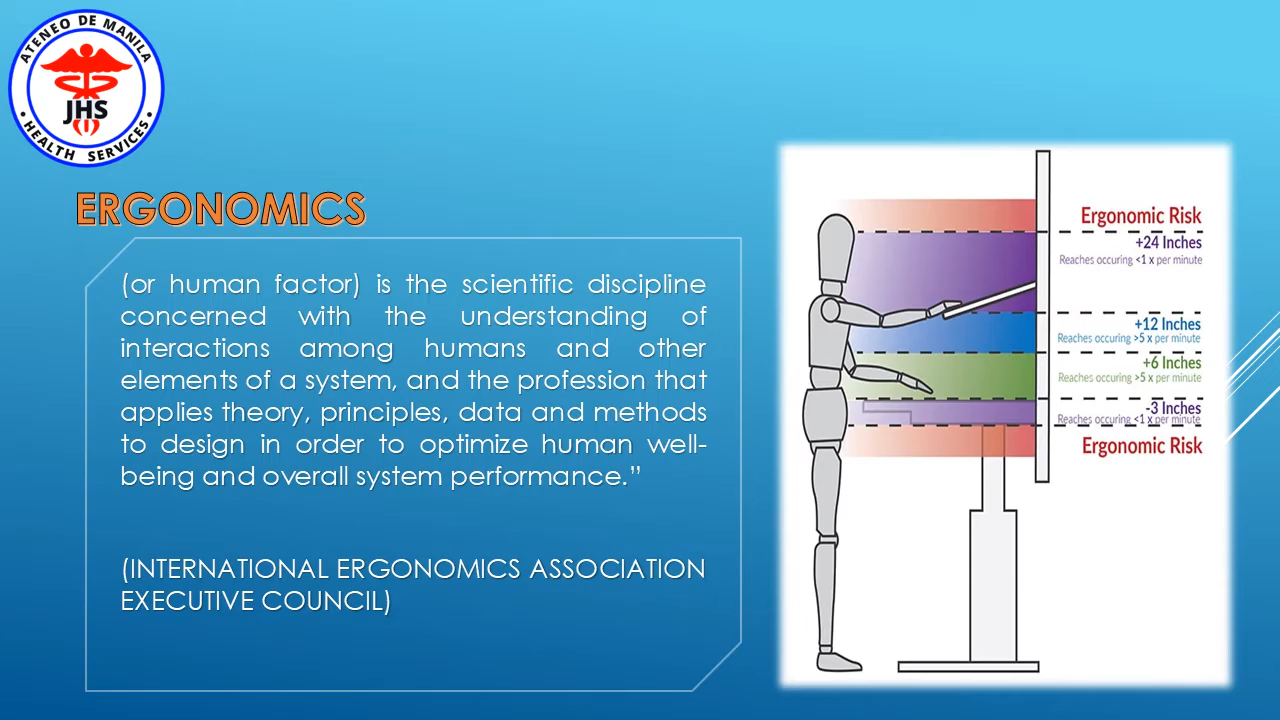 ATENEO DE MANILA
JHS
• HEALTH SERVICES •
ERGONOMICS
(or human factor) is the scientific discipline
concerned with the understanding of
interactions among humans and other
elements of a system, and the profession that
applies theory, principles, data and methods
to design in order to optimize human well-
being and overall system performance.”
(INTERNATIONAL ERGONOMICS ASSOCIATION
EXECUTIVE COUNCIL)
Ergonomic Risk
+24 Inches
Reaches occuring <1 x per minute
+12 Inches
Reaches occuring >5 x per minute
+6 Inches
Reaches occuring >5 x per minute
-3 Inches
Reaches occuring <1 x per minute
Ergonomic Risk